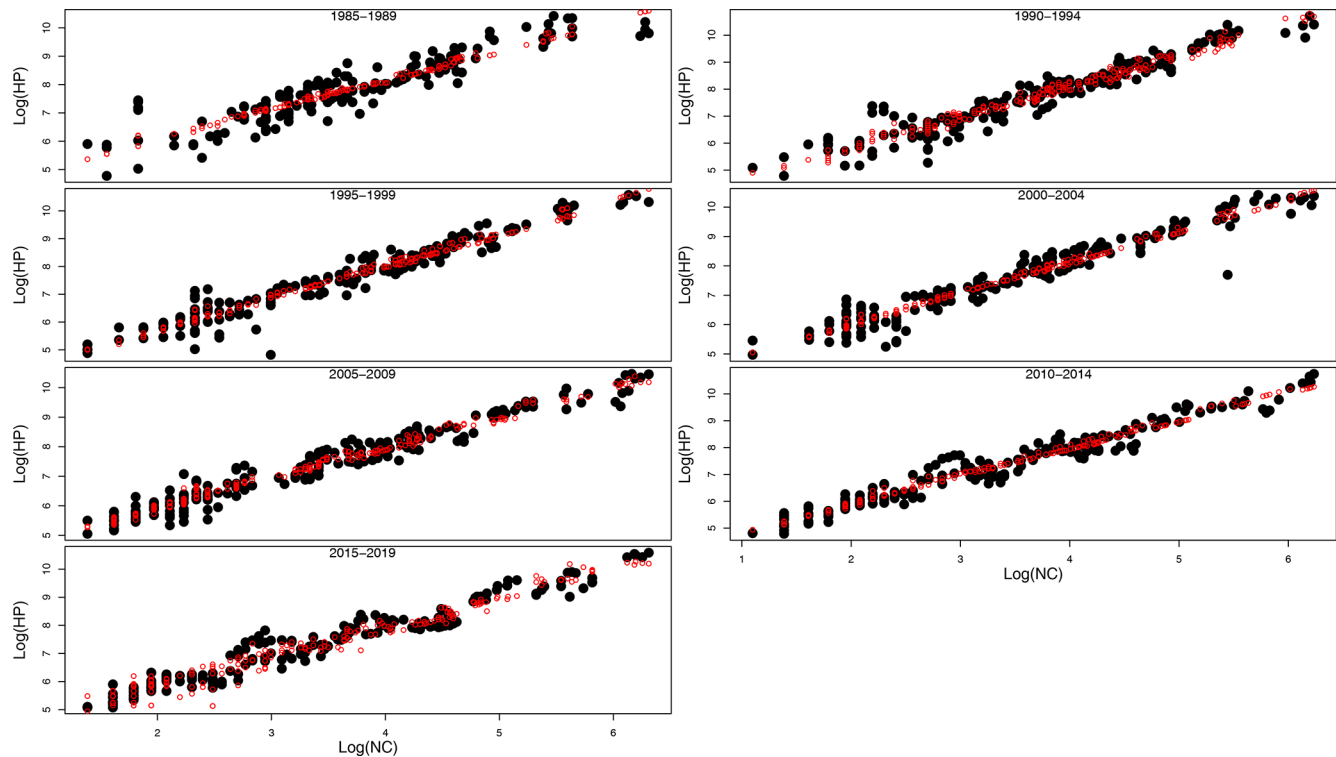 1985–1989
Log(HP)
5 6 7 8 9 10
1990–1994
Log(HP)
5 6 7 8 9 10
1995–1999
Log(HP)
5 6 7 8 9 10
2000–2004
Log(HP)
5 6 7 8 9 10
2005–2009
Log(HP)
5 6 7 8 9 10
2010–2014
Log(HP)
5 6 7 8 9 10
1 2 3 4 5 6
Log(NC)
2015–2019
Log(HP)
5 6 7 8 9 10
2 3 4 5 6
Log(NC)